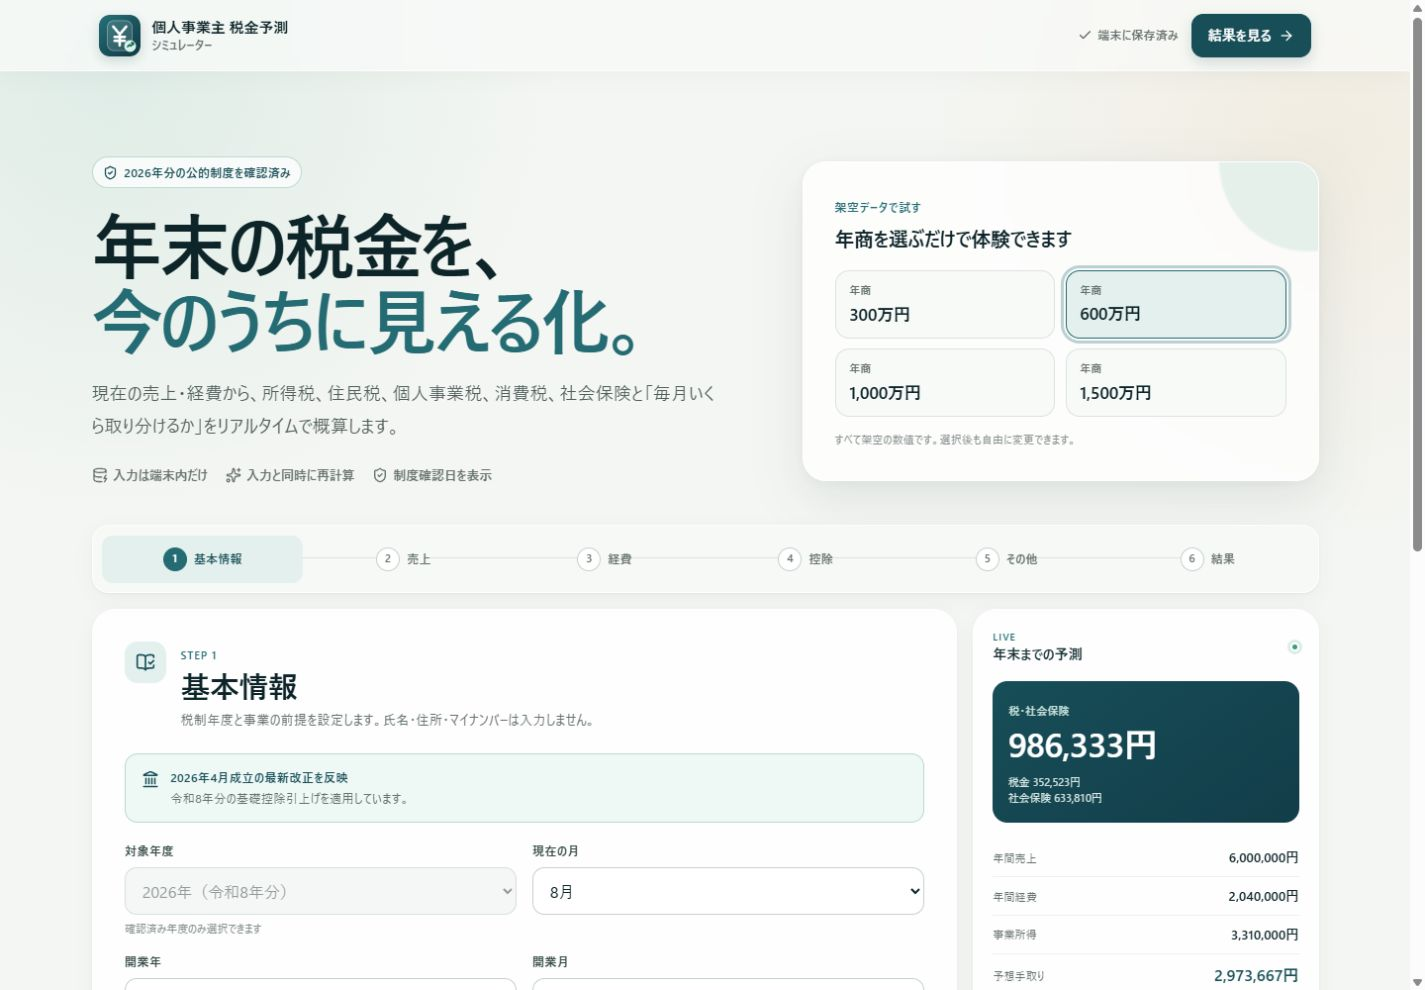 個人事業主 税金予測
シミュレーター
端末に保存済み
結果を見る
2026年分の公的制度を確認済み
年末の税金を、
今のうちに見える化。
現在の売上・経費から、所得税、住民税、個人事業税、消費税、社会保険と「毎月いく
ら取り分けるか」をリアルタイムで概算します。
入力は端末内だけ
入力と同時に再計算
制度確認日を表示
架空データで試す
年商を選ぶだけで体験できます
年商
300万円
年商
600万円
年商
1,000万円
年商
1,500万円
すべて架空の数値です。選択後も自由に変更できます。
1 基本情報
2 売上
3 経費
4 控除
5 その他
6 結果
STEP 1
基本情報
税制年度と事業の前提を設定します。氏名・住所・マイナンバーは入力しません。
2026年4月成立の最新改正を反映
令和8年分の基礎控除引上げを適用しています。
対象年度
2026年（令和8年分）
確認済み年度のみ選択できます
現在の月
8月
開業年
開業月
LIVE
年末までの予測
税・社会保険
986,333円
税金 352,523円
社会保険 633,810円
年間売上 6,000,000円
年間経費 2,040,000円
事業所得 3,310,000円
予想手取り 2,973,667円